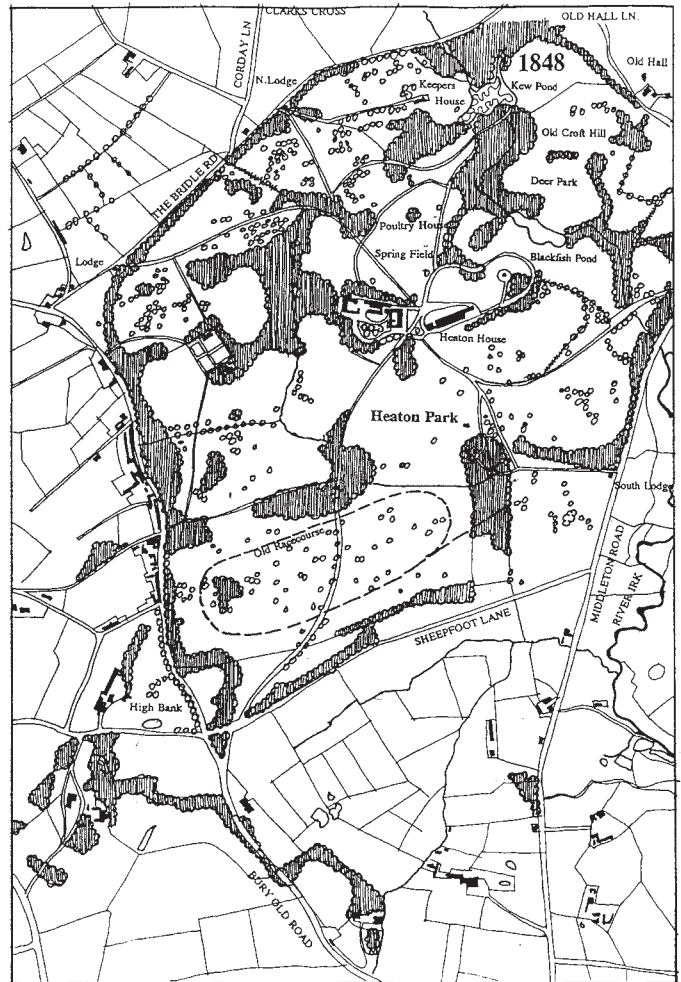 CLARKS CROSS
OLD HALL LN.
CORDAY LN
1848
Old Hall
N.Lodge
Keepers
House
Kew Pond
Old Croft Hill
THE BRIDLE RD
Deer Park
Poultry House
Spring Field
Lodge
Blackfish Pond
Heaton House
Heaton Park
South Lodge
Old Racecourse
MIDDLETON ROAD
RIVER IRK
SHEEPFOOT LANE
High Bank
BURY OLD ROAD